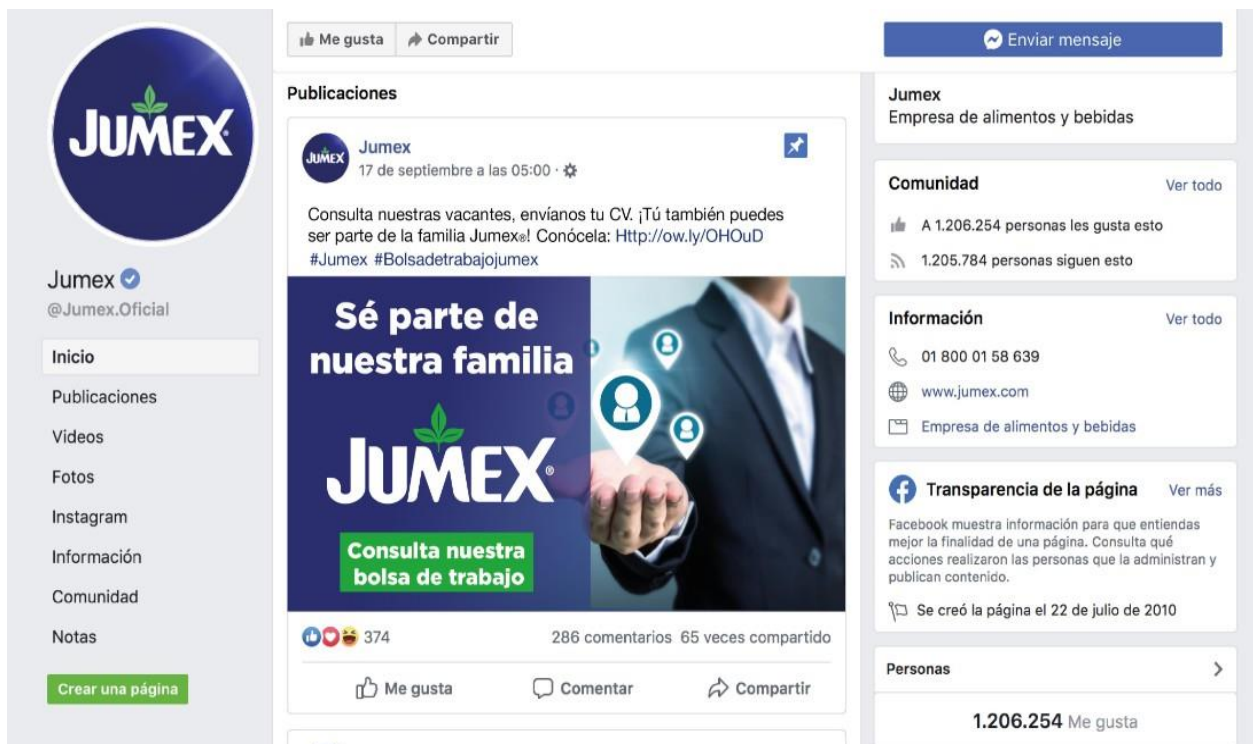 JUMEX
Jumex
@Jumex.Oficial
Inicio
Publicaciones
Videos
Fotos
Instagram
Información
Comunidad
Notas
Crear una página
Me gusta
Compartir
Publicaciones
JUMEX
Jumex
17 de septiembre a las 05:00 ·
Consulta nuestras vacantes, envíanos tu CV. ¡Tú también puedes
ser parte de la familia Jumex®! Conócela: Http://ow.ly/OHOuD
#Jumex #Bolsadetrabajojumex
Sé parte de
nuestra familia
JUMEX®
Consulta nuestra
bolsa de trabajo
374
286 comentarios 65 veces compartido
Me gusta
Comentar
Compartir
Enviar mensaje
Jumex
Empresa de alimentos y bebidas
Comunidad
Ver todo
A 1.206.254 personas les gusta esto
1.205.784 personas siguen esto
Información
Ver todo
01 800 01 58 639
www.jumex.com
Empresa de alimentos y bebidas
Transparencia de la página
Ver más
Facebook muestra información para que entiendas
mejor la finalidad de una página. Consulta qué
acciones realizaron las personas que la administran y
publican contenido.
Se creó la página el 22 de julio de 2010
Personas
1.206.254 Me gusta